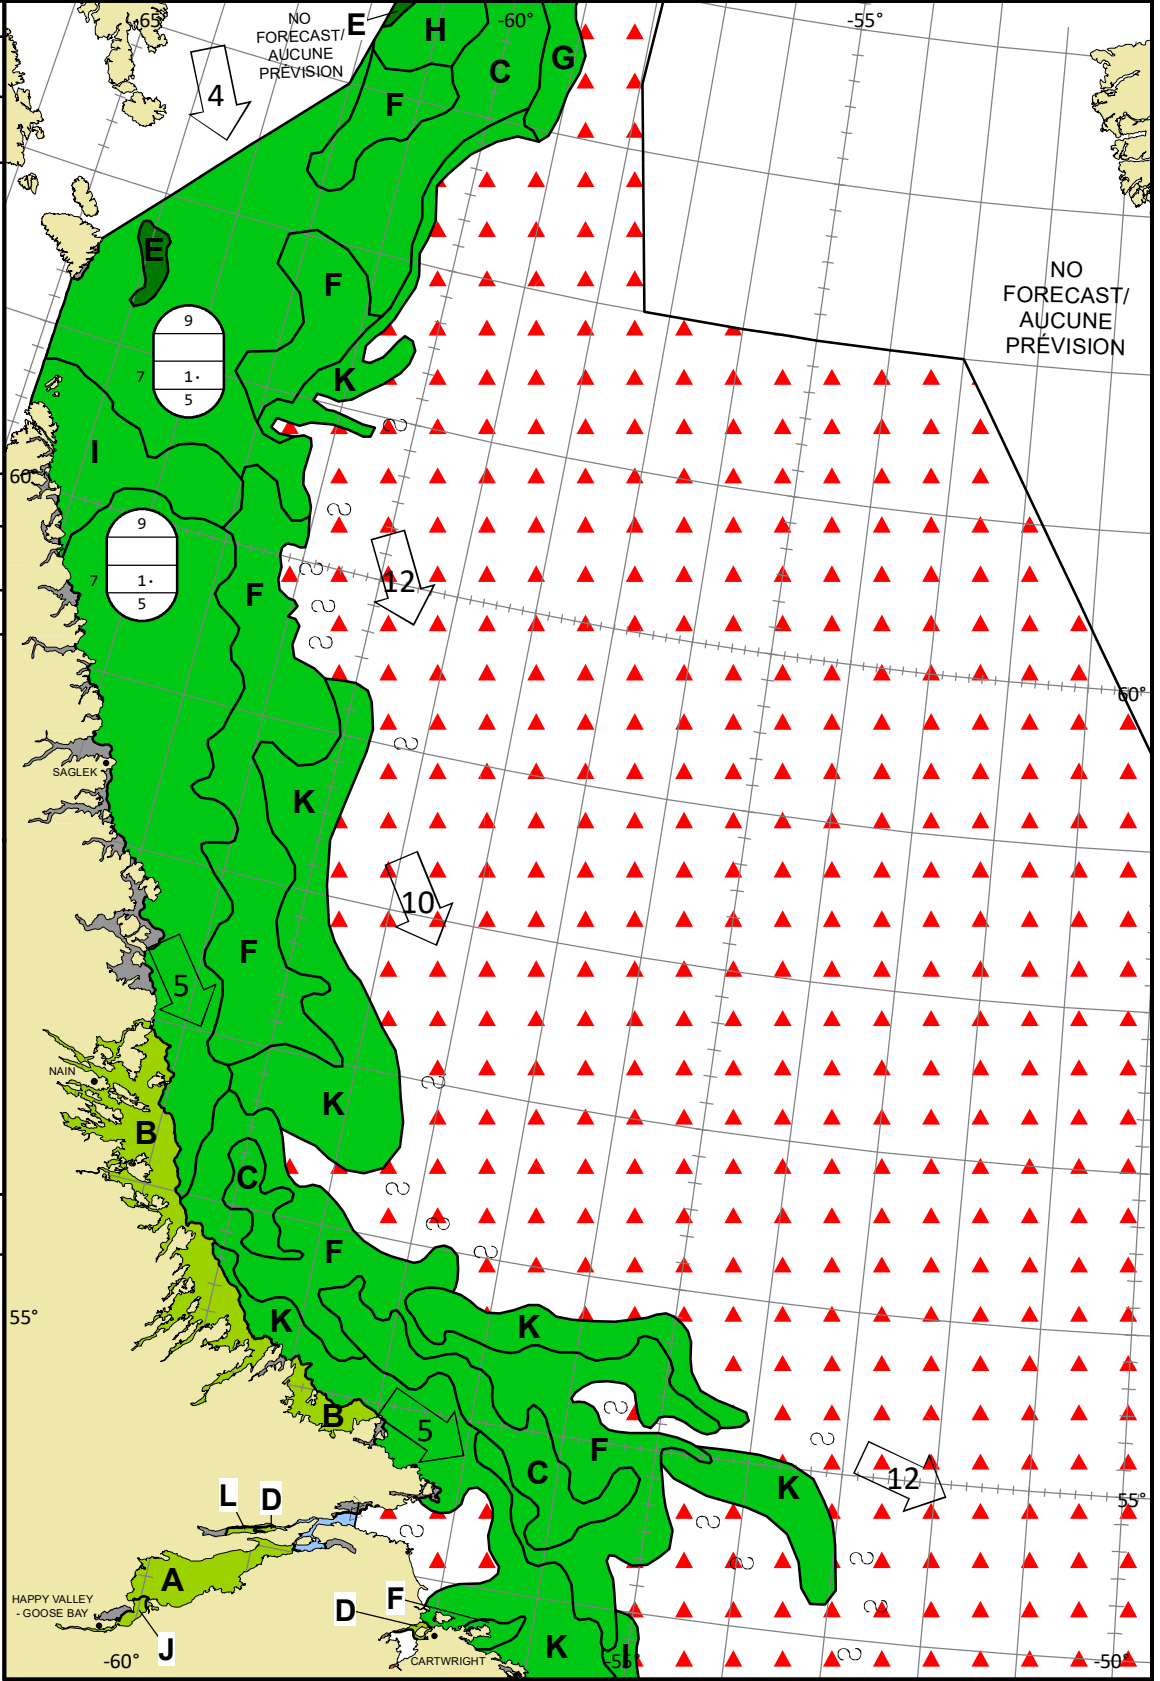 -65°
NO
FORECAST/
AUCUNE
PRÉVISION
E
H
-60°
-55°
C
G
4
F
E
F
NO
FORECAST/
AUCUNE
PRÉVISION
9
7
1·
5
K
I
60°
9
7
1·
5
12
F
60°
SAGLEK
K
10
F
5
NAIN
K
B
C
F
55°
K
K
B
5
F
C
K
12
55°
L
D
A
HAPPY VALLEY
- GOOSE BAY
F
D
J
K
I
CARTWRIGHT
-60°
-55°
-50°